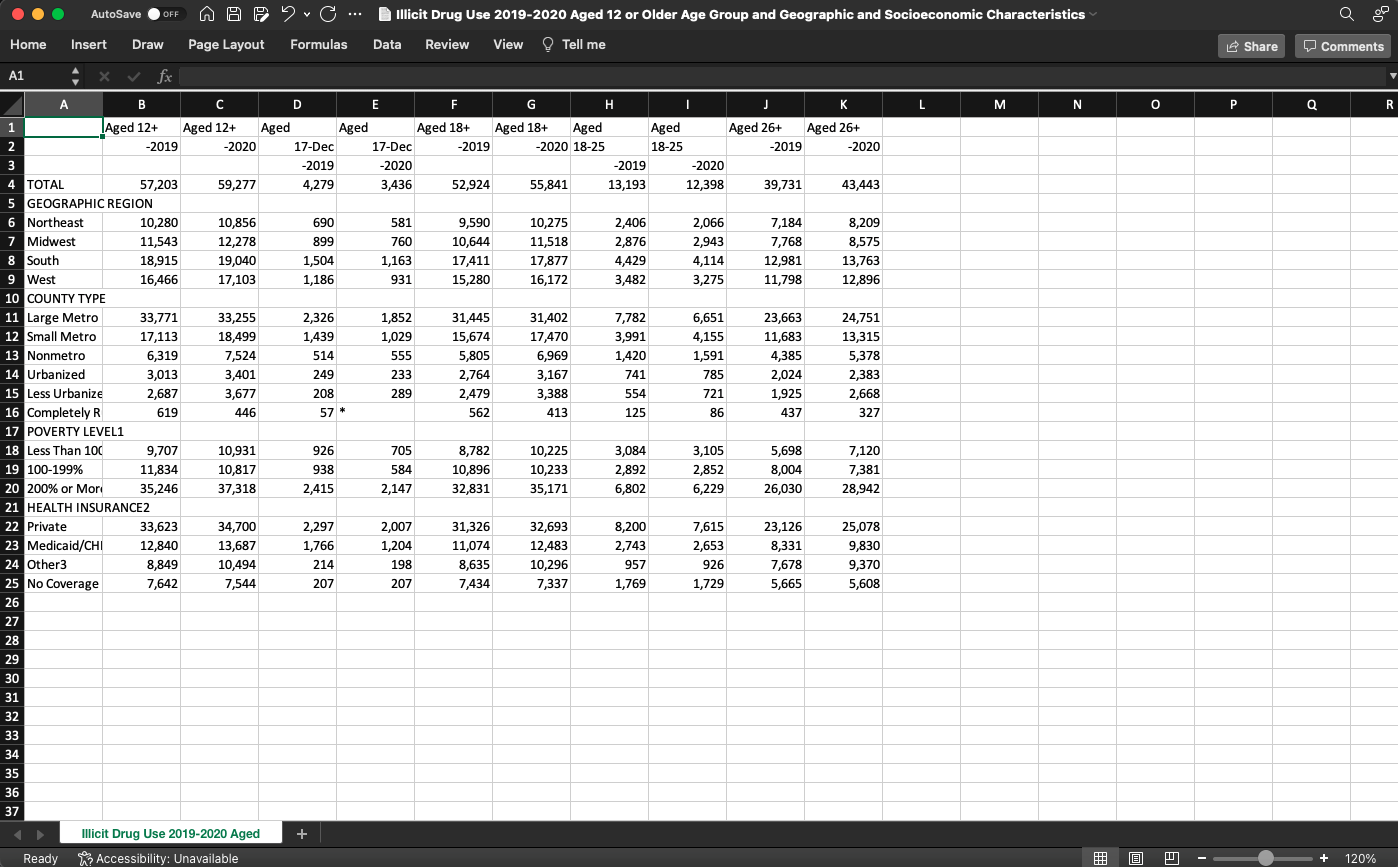 AutoSave OFF Illicit Drug Use 2019-2020 Aged 12 or Older Age Group and Geographic and Socioeconomic Characteristics
Home Insert Draw Page Layout Formulas Data Review View Tell me Share Comments
A1 fx
A B C D E F G H I J K L M N O P Q R
1 Aged 12+ Aged 12+ Aged Aged Aged 18+ Aged 18+ Aged Aged Aged 26+ Aged 26+
2 -2019 -2020 17-Dec 17-Dec -2019 -2020 18-25 18-25 -2019 -2020
3 -2019 -2020 -2019 -2020
4 TOTAL 57,203 59,277 4,279 3,436 52,924 55,841 13,193 12,398 39,731 43,443
5 GEOGRAPHIC REGION
6 Northeast 10,280 10,856 690 581 9,590 10,275 2,406 2,066 7,184 8,209
7 Midwest 11,543 12,278 899 760 10,644 11,518 2,876 2,943 7,768 8,575
8 South 18,915 19,040 1,504 1,163 17,411 17,877 4,429 4,114 12,981 13,763
9 West 16,466 17,103 1,186 931 15,280 16,172 3,482 3,275 11,798 12,896
10 COUNTY TYPE
11 Large Metro 33,771 33,255 2,326 1,852 31,445 31,402 7,782 6,651 23,663 24,751
12 Small Metro 17,113 18,499 1,439 1,029 15,674 17,470 3,991 4,155 11,683 13,315
13 Nonmetro 6,319 7,524 514 555 5,805 6,969 1,420 1,591 4,385 5,378
14 Urbanized 3,013 3,401 249 233 2,764 3,167 741 785 2,024 2,383
15 Less Urbanize 2,687 3,677 208 289 2,479 3,388 554 721 1,925 2,668
16 Completely R 619 446 57 * 562 413 125 86 437 327
17 POVERTY LEVEL1
18 Less Than 100 9,707 10,931 926 705 8,782 10,225 3,084 3,105 5,698 7,120
19 100-199% 11,834 10,817 938 584 10,896 10,233 2,892 2,852 8,004 7,381
20 200% or More 35,246 37,318 2,415 2,147 32,831 35,171 6,802 6,229 26,030 28,942
21 HEALTH INSURANCE2
22 Private 33,623 34,700 2,297 2,007 31,326 32,693 8,200 7,615 23,126 25,078
23 Medicaid/CHI 12,840 13,687 1,766 1,204 11,074 12,483 2,743 2,653 8,331 9,830
24 Other3 8,849 10,494 214 198 8,635 10,296 957 926 7,678 9,370
25 No Coverage 7,642 7,544 207 207 7,434 7,337 1,769 1,729 5,665 5,608
26
27
28
29
30
31
32
33
34
35
36
37
Illicit Drug Use 2019-2020 Aged +
Ready Accessibility: Unavailable 120%